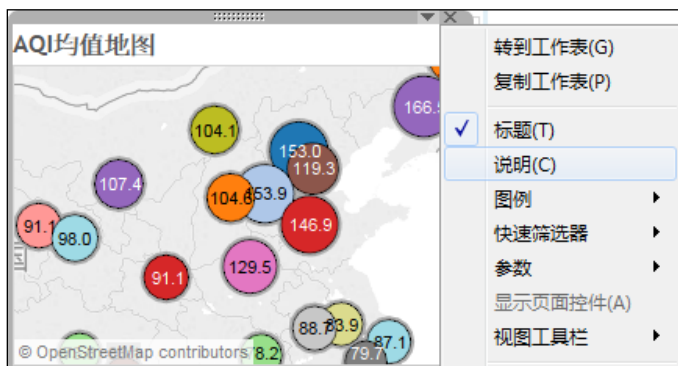 AQI均值地图
166.
104.1
153.0
119.3
107.4
104.6
53.9
91.1
98.0
146.9
129.5
91.1
88.7
83.9
87.1
79.7
78.2
© OpenStreetMap contributors
转到工作表(G)
复制工作表(P)
✓ 标题(T)
说明(C)
图例
快速筛选器
参数
显示页面控件(A)
视图工具栏